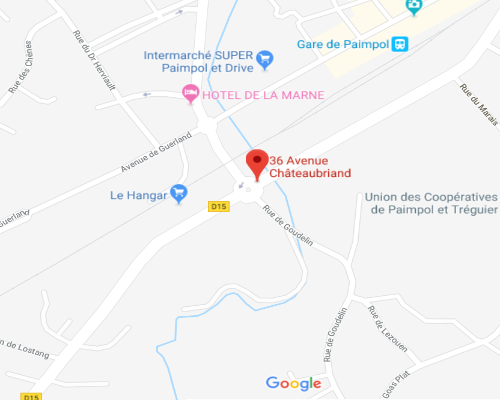 Rue des Chênes
Rue du Dr Herviault
Intermarché SUPER
Paimpol et Drive
Gare de Paimpol
HOTEL DE LA MARNE
Rue du Marais
Avenue de Guerland
36 Avenue
Châteaubriand
Le Hangar
D15
Guerland
Union des Coopératives
de Paimpol et Tréguier
Rue de Goudelin
n de Lostang
Rue de Goudelin
Rue de Lezouen
Goas Plat
D15
Google